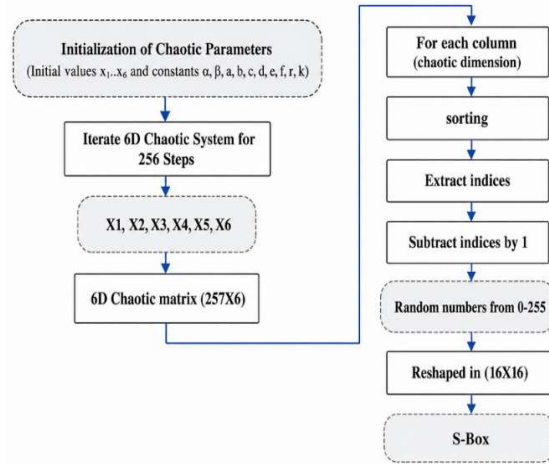 Initialization of Chaotic Parameters
(Initial values x₁..x₆ and constants α, β, a, b, c, d, e, f, r, k)
Iterate 6D Chaotic System for
256 Steps
X1, X2, X3, X4, X5, X6
6D Chaotic matrix (257X6)
For each column
(chaotic dimension)
sorting
Extract indices
Subtract indices by 1
Random numbers from 0-255
Reshaped in (16X16)
S-Box